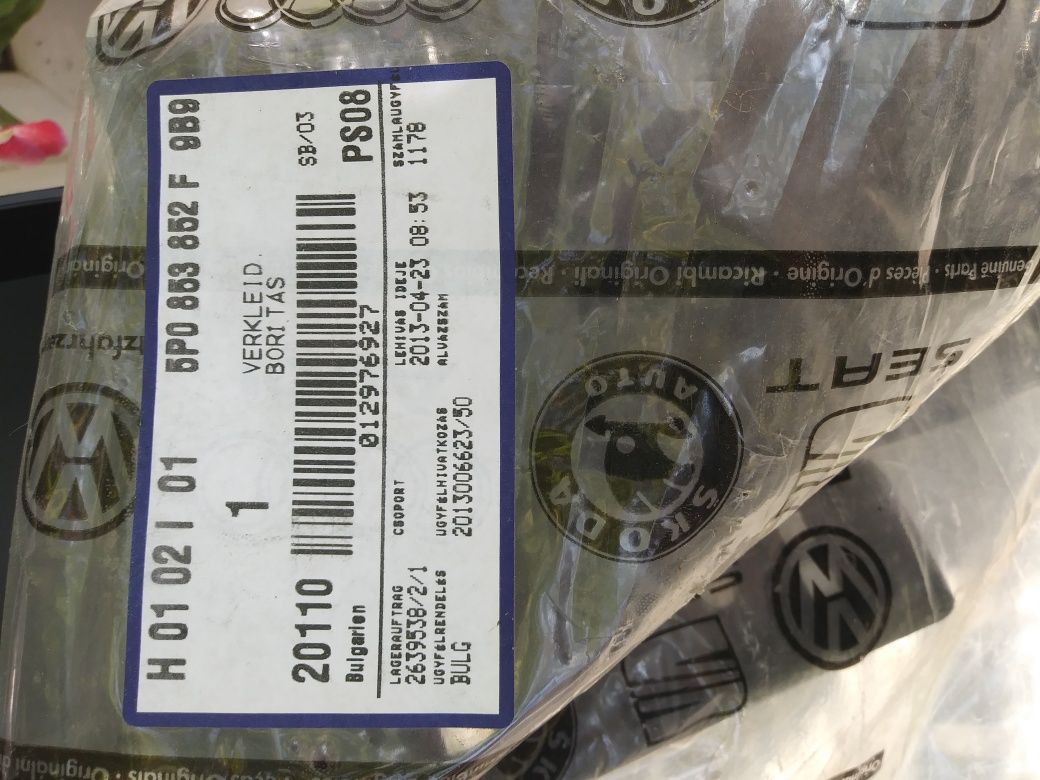 H 01 02 I 01 5P0 863 852 F 9B9
1 VERKLEID.
BORITAS
SB/03
20110 PS08
Bulgarien 012976927
LAGERAUFTRAG CSOPORT LEHIVAS IDEJE
2639538/2/1 2013-04-23 08:53 1178
UGYFELRENDELES UGYFELHIVATKOZAS ALVAZSZAM
BULG 2013006623/50
Genuine Parts · Pièces d'Origine · Ricambi Originali
SKODA
AUTO
SEAT